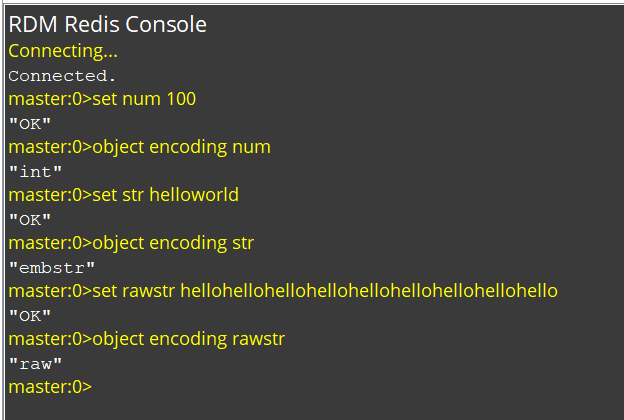 RDM Redis Console
Connecting...
Connected.
master:0>set num 100
"OK"
master:0>object encoding num
"int"
master:0>set str helloworld
"OK"
master:0>object encoding str
"embstr"
master:0>set rawstr hellohellohellohellohellohellohellohellohello
"OK"
master:0>object encoding rawstr
"raw"
master:0>